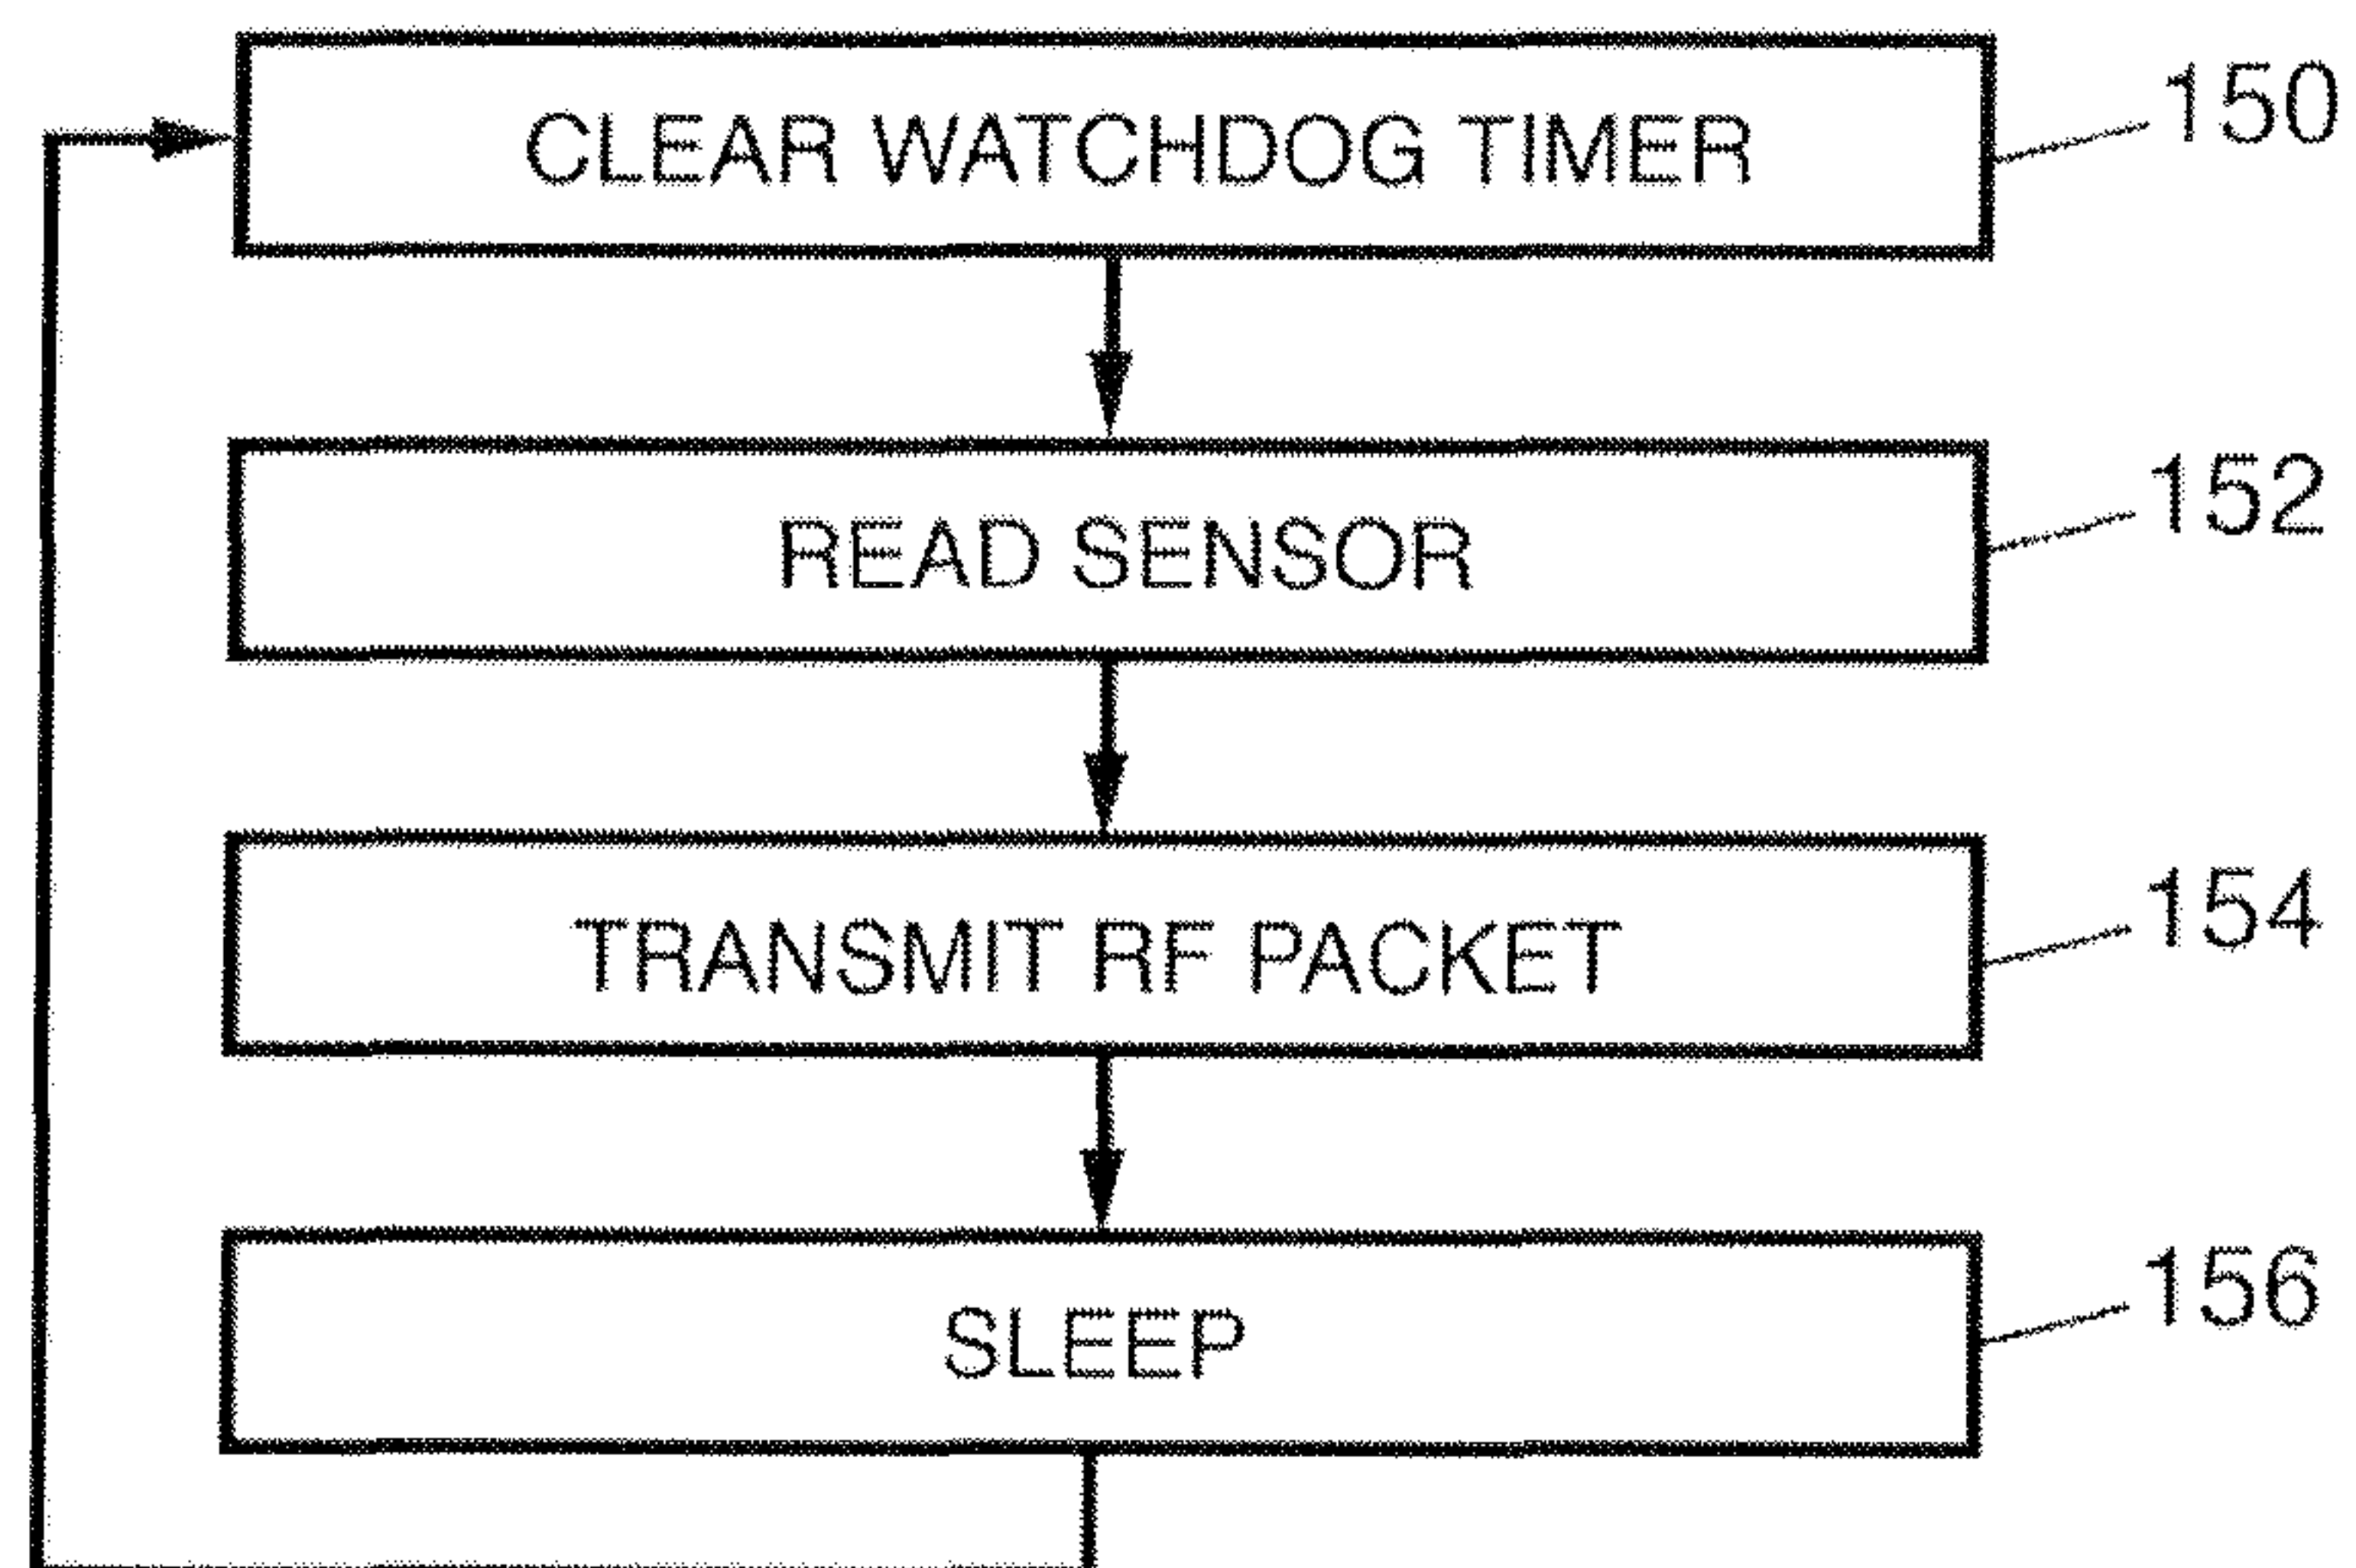 CLEAR WATCHDOG TIMER
150
READ SENSOR
152
TRANSMIT RF PACKET
154
SLEEP
156